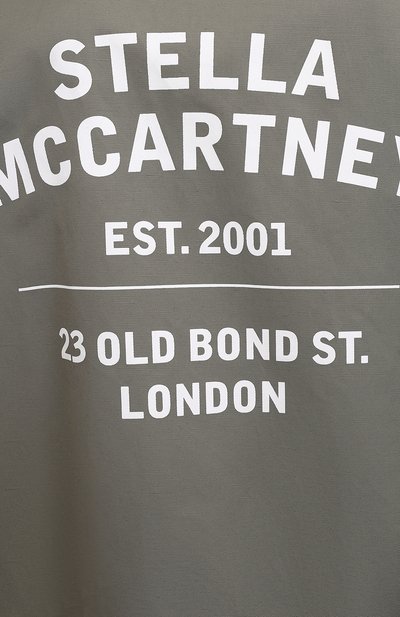 STELLA
MCCARTNEY
EST. 2001
23 OLD BOND ST.
LONDON